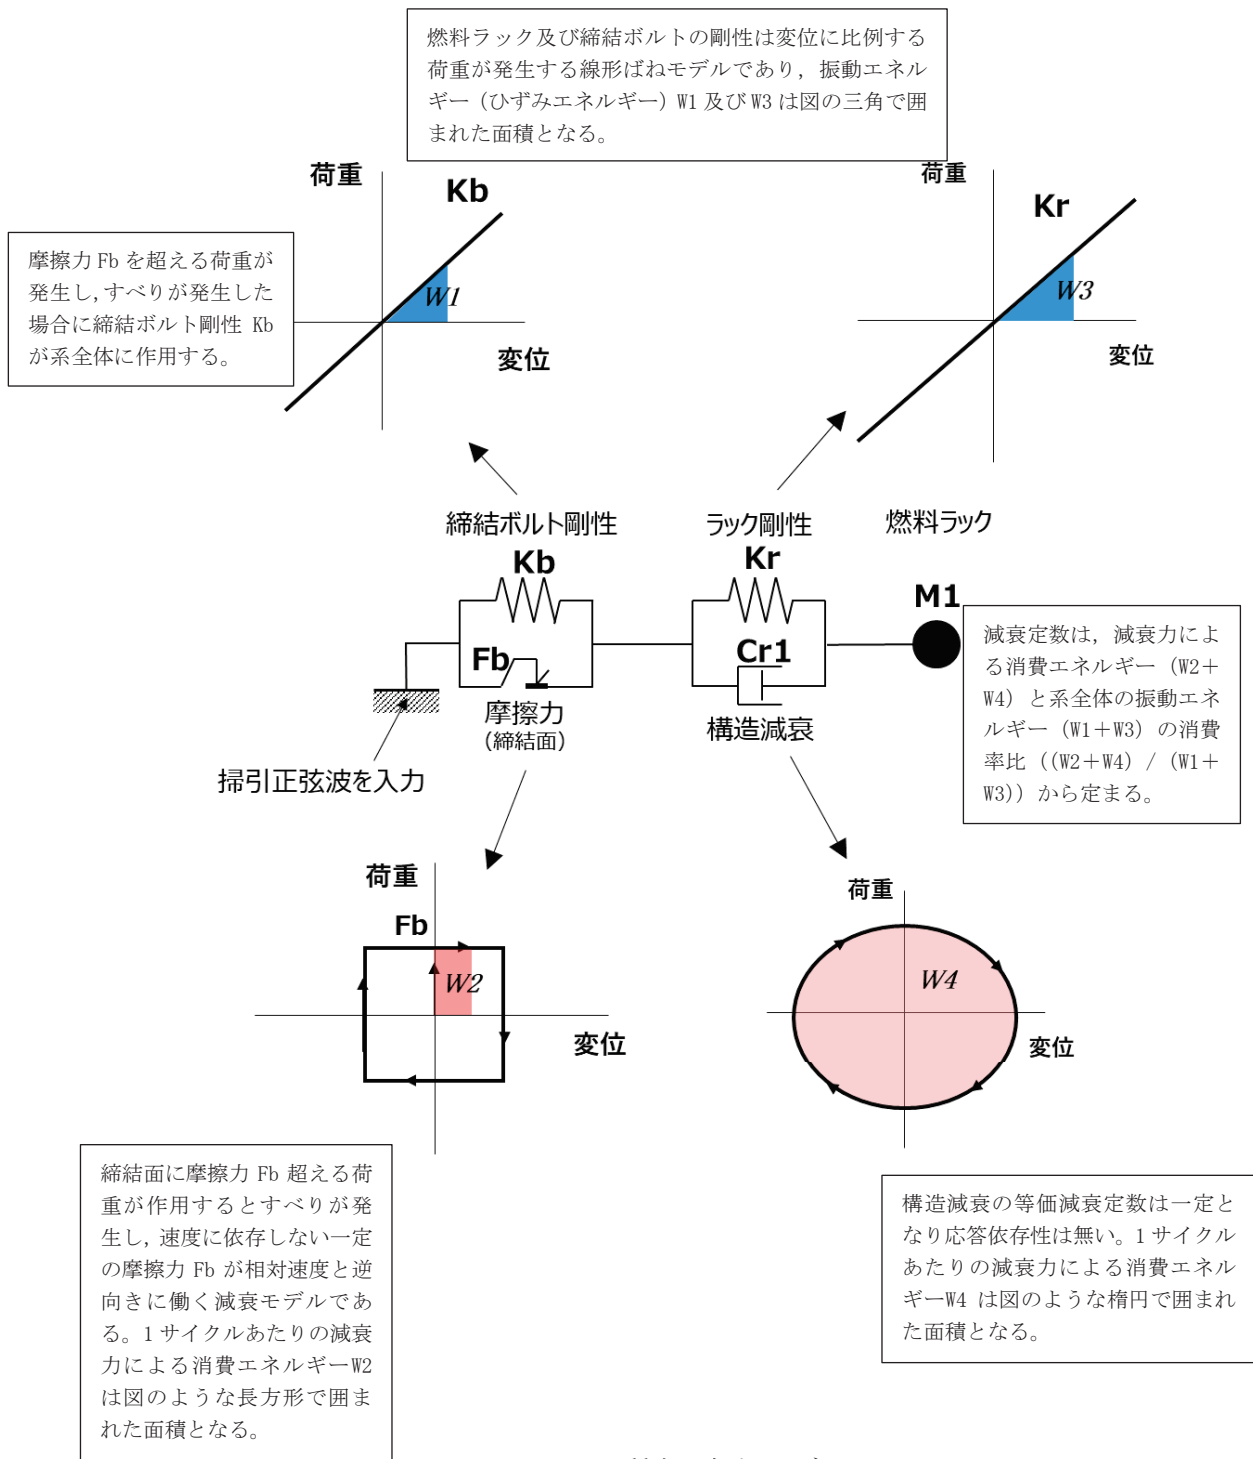 燃料ラック及び締結ボルトの剛性は変位に比例する
荷重が発生する線形ばねモデルであり，振動エネル
ギー（ひずみエネルギー）W1 及び W3 は図の三角で囲
まれた面積となる。
荷重
Kb
W1
変位
摩擦力 Fb を超える荷重が
発生し,すべりが発生した
場合に締結ボルト剛性 Kb
が系全体に作用する。
荷重
Kr
W3
変位
締結ボルト剛性
Kb
Fb
摩擦力
（締結面）
ラック剛性
Kr
Cr1
構造減衰
燃料ラック
M1
掃引正弦波を入力
減衰定数は，減衰力によ
る消費エネルギー（W2＋
W4）と系全体の振動エネ
ルギー（W1＋W3）の消費
率比（(W2＋W4) / (W1＋
W3)）から定まる。
荷重
Fb
W2
変位
荷重
W4
変位
締結面に摩擦力 Fb 超える荷
重が作用するとすべりが発
生し,速度に依存しない一定
の摩擦力 Fb が相対速度と逆
向きに働く減衰モデルであ
る。1 サイクルあたりの減衰
力による消費エネルギーW2
は図のような長方形で囲ま
れた面積となる。
構造減衰の等価減衰定数は一定と
なり応答依存性は無い。1 サイクル
あたりの減衰力による消費エネル
ギーW4 は図のような楕円で囲まれ
た面積となる。